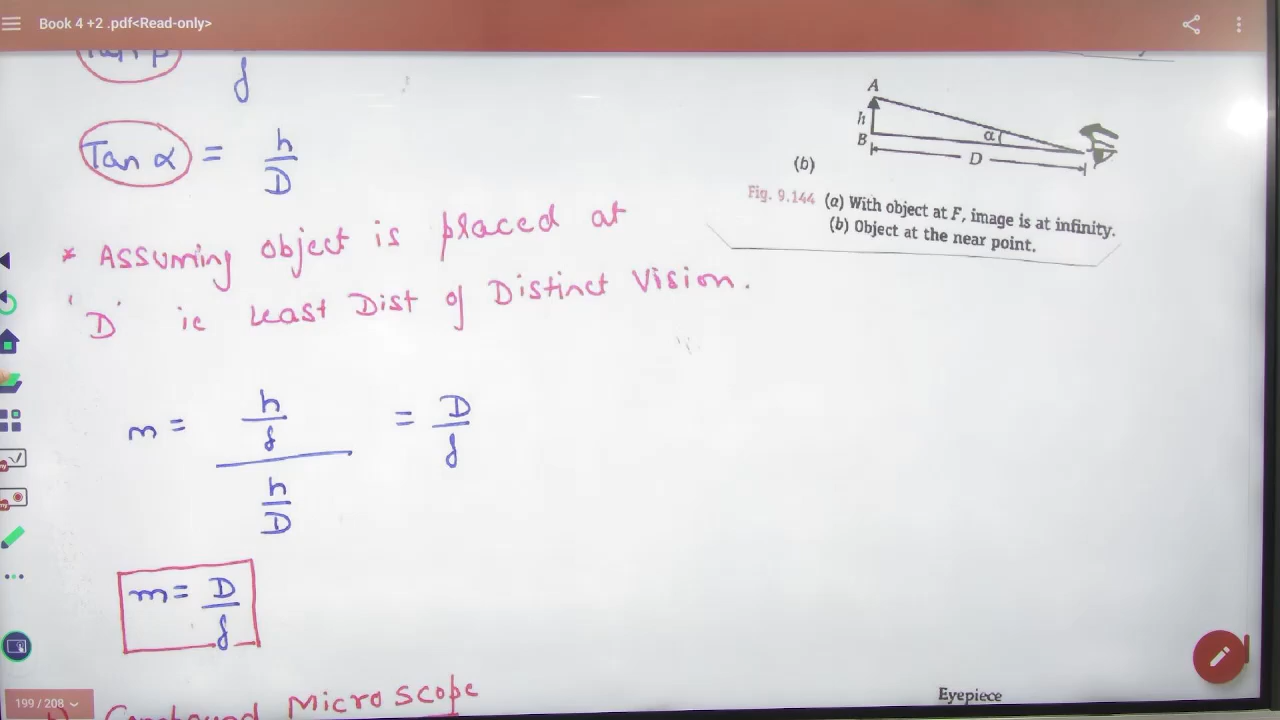 Book 4 +2 .pdf<Read-only>
f
Tan α = h/D
* Assuming object is placed at
'D' ie Least Dist of Distinct Vision.
m = h/f / h/D = D/f
m = D/f
Microscope
A
h
B
α
D
(b)
Fig. 9.144 (a) With object at F, image is at infinity.
(b) Object at the near point.
Eyepiece
199 / 208